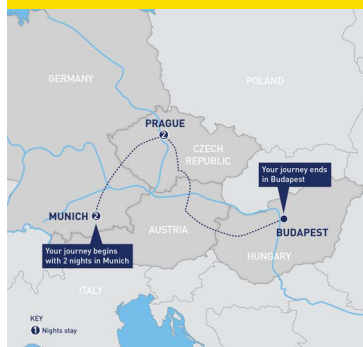 GERMANY
POLAND
PRAGUE
2
CZECH
REPUBLIC
Your journey ends
in Budapest
MUNICH 2
BUDAPEST
AUSTRIA
Your journey begins
with 2 nights in Munich
HUNGARY
ITALY
KEY
1 Nights stay